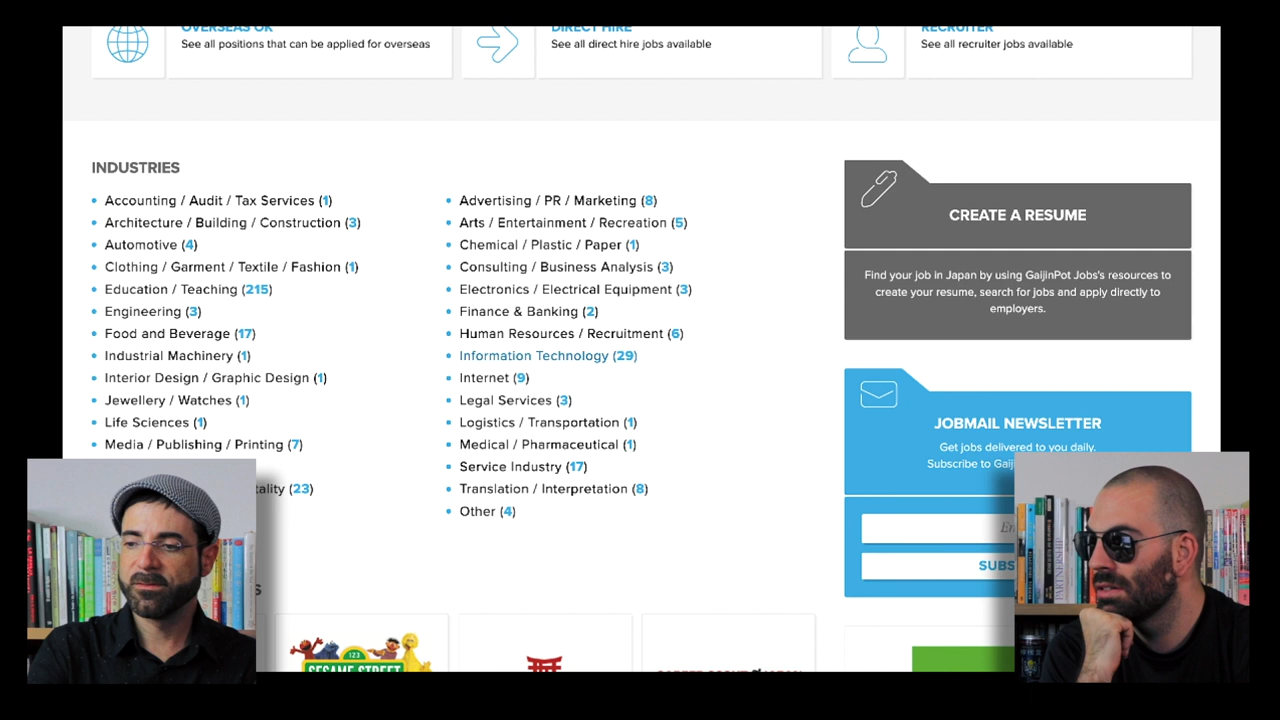 OVERSEAS OK
See all positions that can be applied for overseas
DIRECT HIRE
See all direct hire jobs available
RECRUITER
See all recruiter jobs available
INDUSTRIES
Accounting / Audit / Tax Services (1)
Architecture / Building / Construction (3)
Automotive (4)
Clothing / Garment / Textile / Fashion (1)
Education / Teaching (215)
Engineering (3)
Food and Beverage (17)
Industrial Machinery (1)
Interior Design / Graphic Design (1)
Jewellery / Watches (1)
Life Sciences (1)
Media / Publishing / Printing (7)
tality (23)
Advertising / PR / Marketing (8)
Arts / Entertainment / Recreation (5)
Chemical / Plastic / Paper (1)
Consulting / Business Analysis (3)
Electronics / Electrical Equipment (3)
Finance & Banking (2)
Human Resources / Recruitment (6)
Information Technology (29)
Internet (9)
Legal Services (3)
Logistics / Transportation (1)
Medical / Pharmaceutical (1)
Service Industry (17)
Translation / Interpretation (8)
Other (4)
CREATE A RESUME
Find your job in Japan by using GaijinPot Jobs's resources to
create your resume, search for jobs and apply directly to
employers.
JOBMAIL NEWSLETTER
Get jobs delivered to you daily.
Subscribe to Gaij
En
SUBS
123
SESAME STREET
PARTNERSHIP